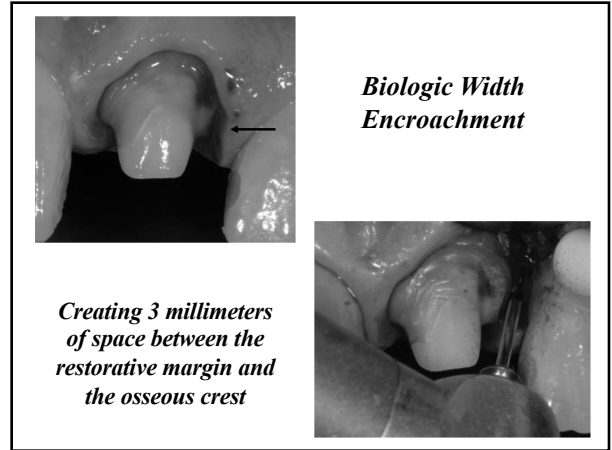 Biologic Width
Encroachment
Creating 3 millimeters
of space between the
restorative margin and
the osseous crest